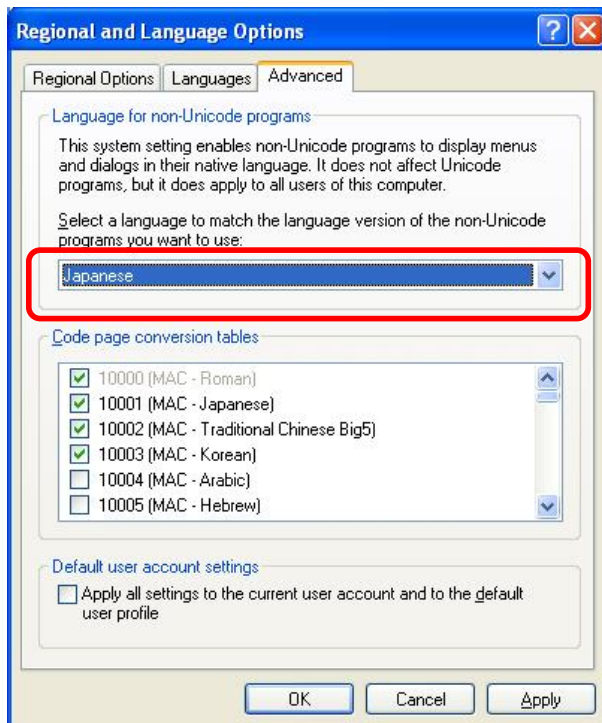 Regional and Language Options
Regional Options Languages Advanced
Language for non-Unicode programs
This system setting enables non-Unicode programs to display menus
and dialogs in their native language. It does not affect Unicode
programs, but it does apply to all users of this computer.
Select a language to match the language version of the non-Unicode
programs you want to use:
Japanese
Code page conversion tables
10000 (MAC - Roman)
10001 (MAC - Japanese)
10002 (MAC - Traditional Chinese Big5)
10003 (MAC - Korean)
10004 (MAC - Arabic)
10005 (MAC - Hebrew)
Default user account settings
Apply all settings to the current user account and to the default
user profile
OK Cancel Apply